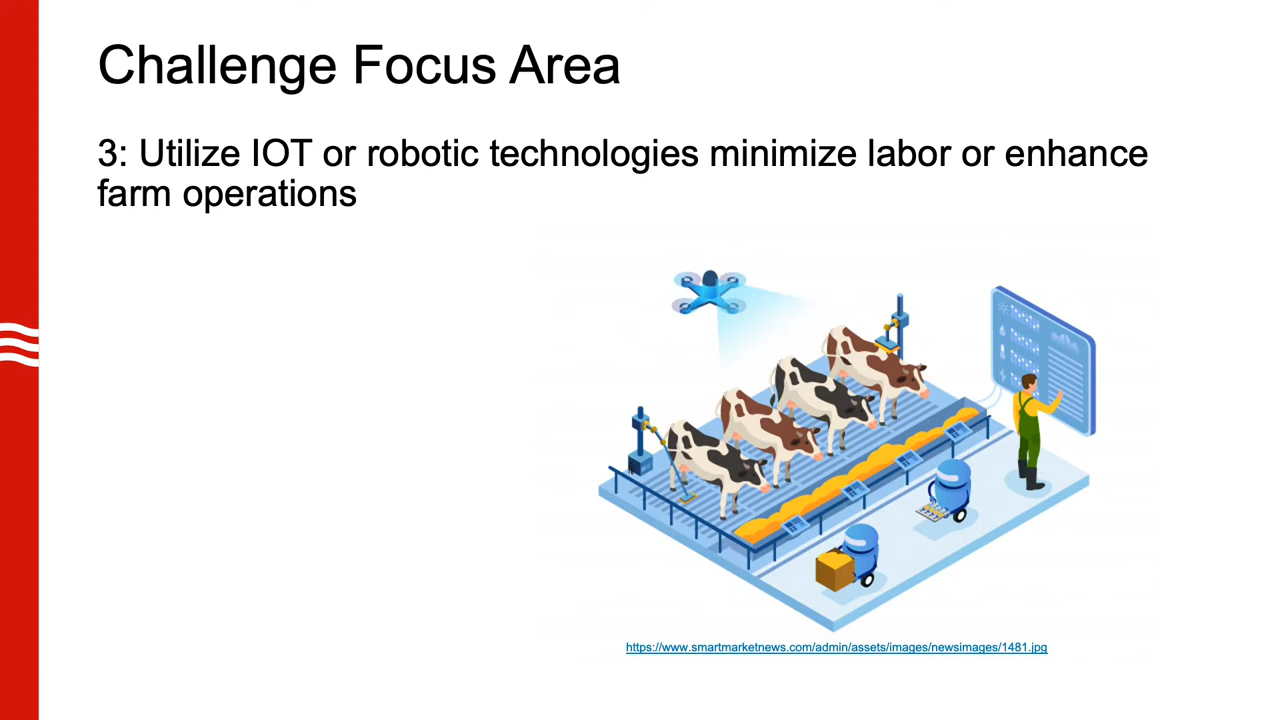 Challenge Focus Area
3: Utilize IOT or robotic technologies minimize labor or enhance
farm operations
https://www.smartmarketnews.com/admin/assets/images/newsimages/1481.jpg